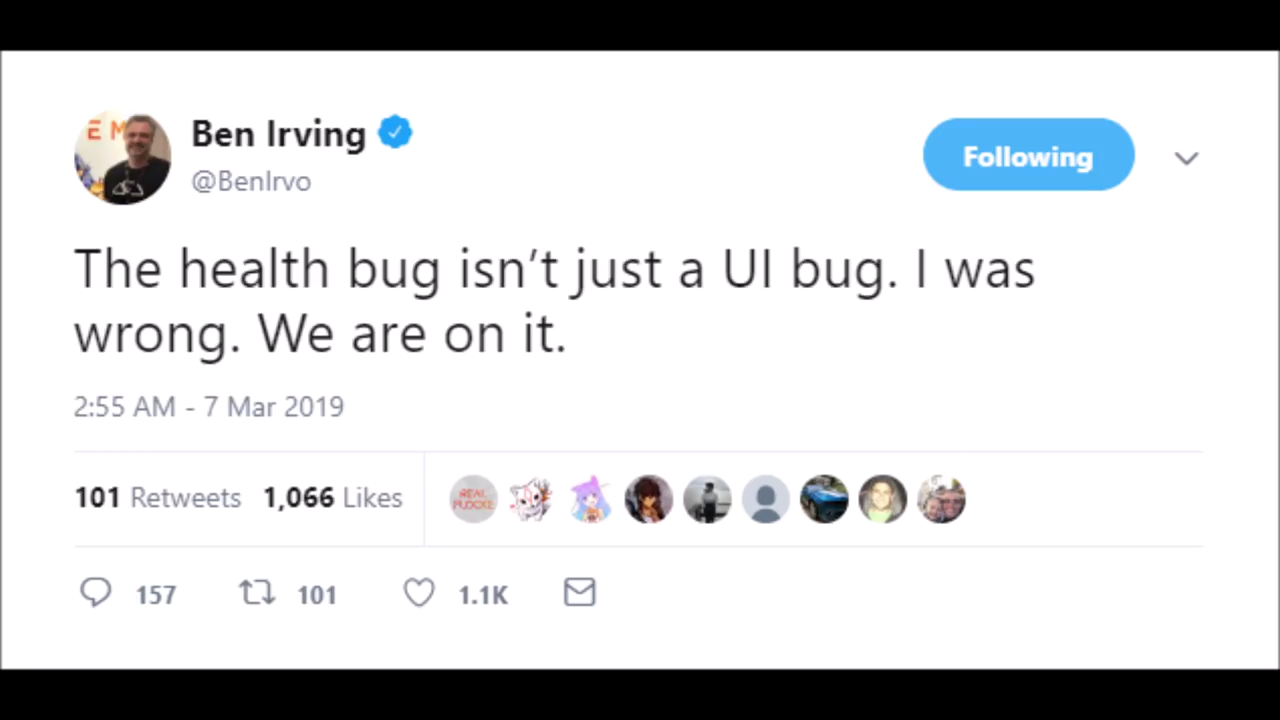 Ben Irving
@BenIrvo
Following
The health bug isn’t just a UI bug. I was
wrong. We are on it.
2:55 AM - 7 Mar 2019
101 Retweets 1,066 Likes
157 101 1.1K